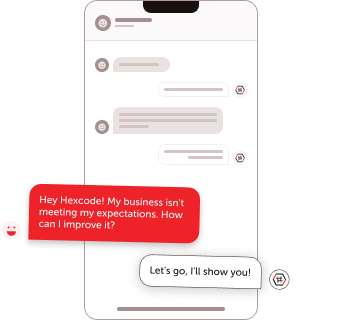 Hey Hexcode! My business isn't
meeting my expectations. How
can I improve it?
Let's go, I'll show you!